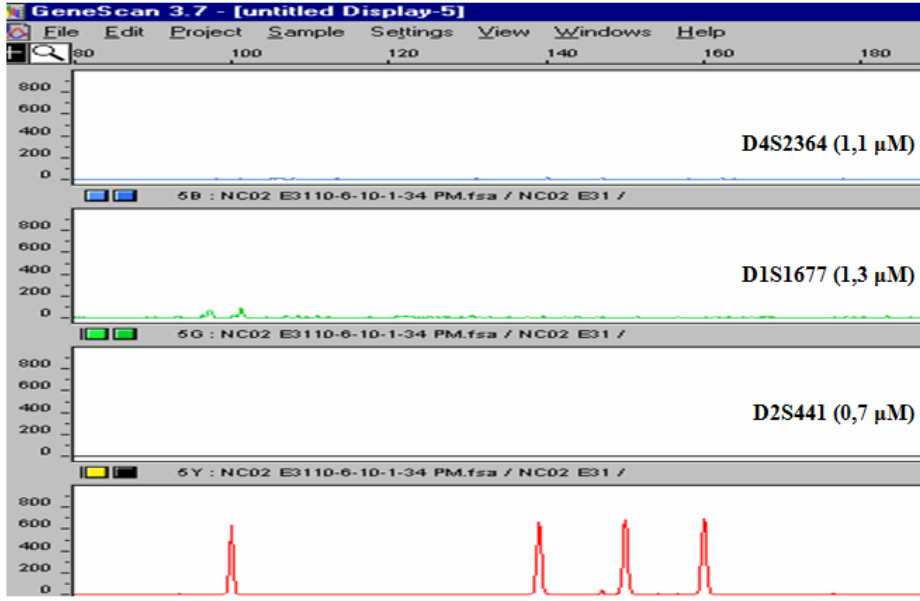 GeneScan 3.7 - [untitled Display-5]
File Edit Project Sample Settings View Windows Help
80 100 120 140 160 180
800
600
400
200
0
D4S2364 (1,1 µM)
5B : NC02 E3110-6-10-1-34 PM.fsa / NC02 E31 /
800
600
400
200
0
D1S1677 (1,3 µM)
5G : NC02 E3110-6-10-1-34 PM.fsa / NC02 E31 /
800
600
400
200
0
D2S441 (0,7 µM)
5Y : NC02 E3110-6-10-1-34 PM.fsa / NC02 E31 /
800
600
400
200
0